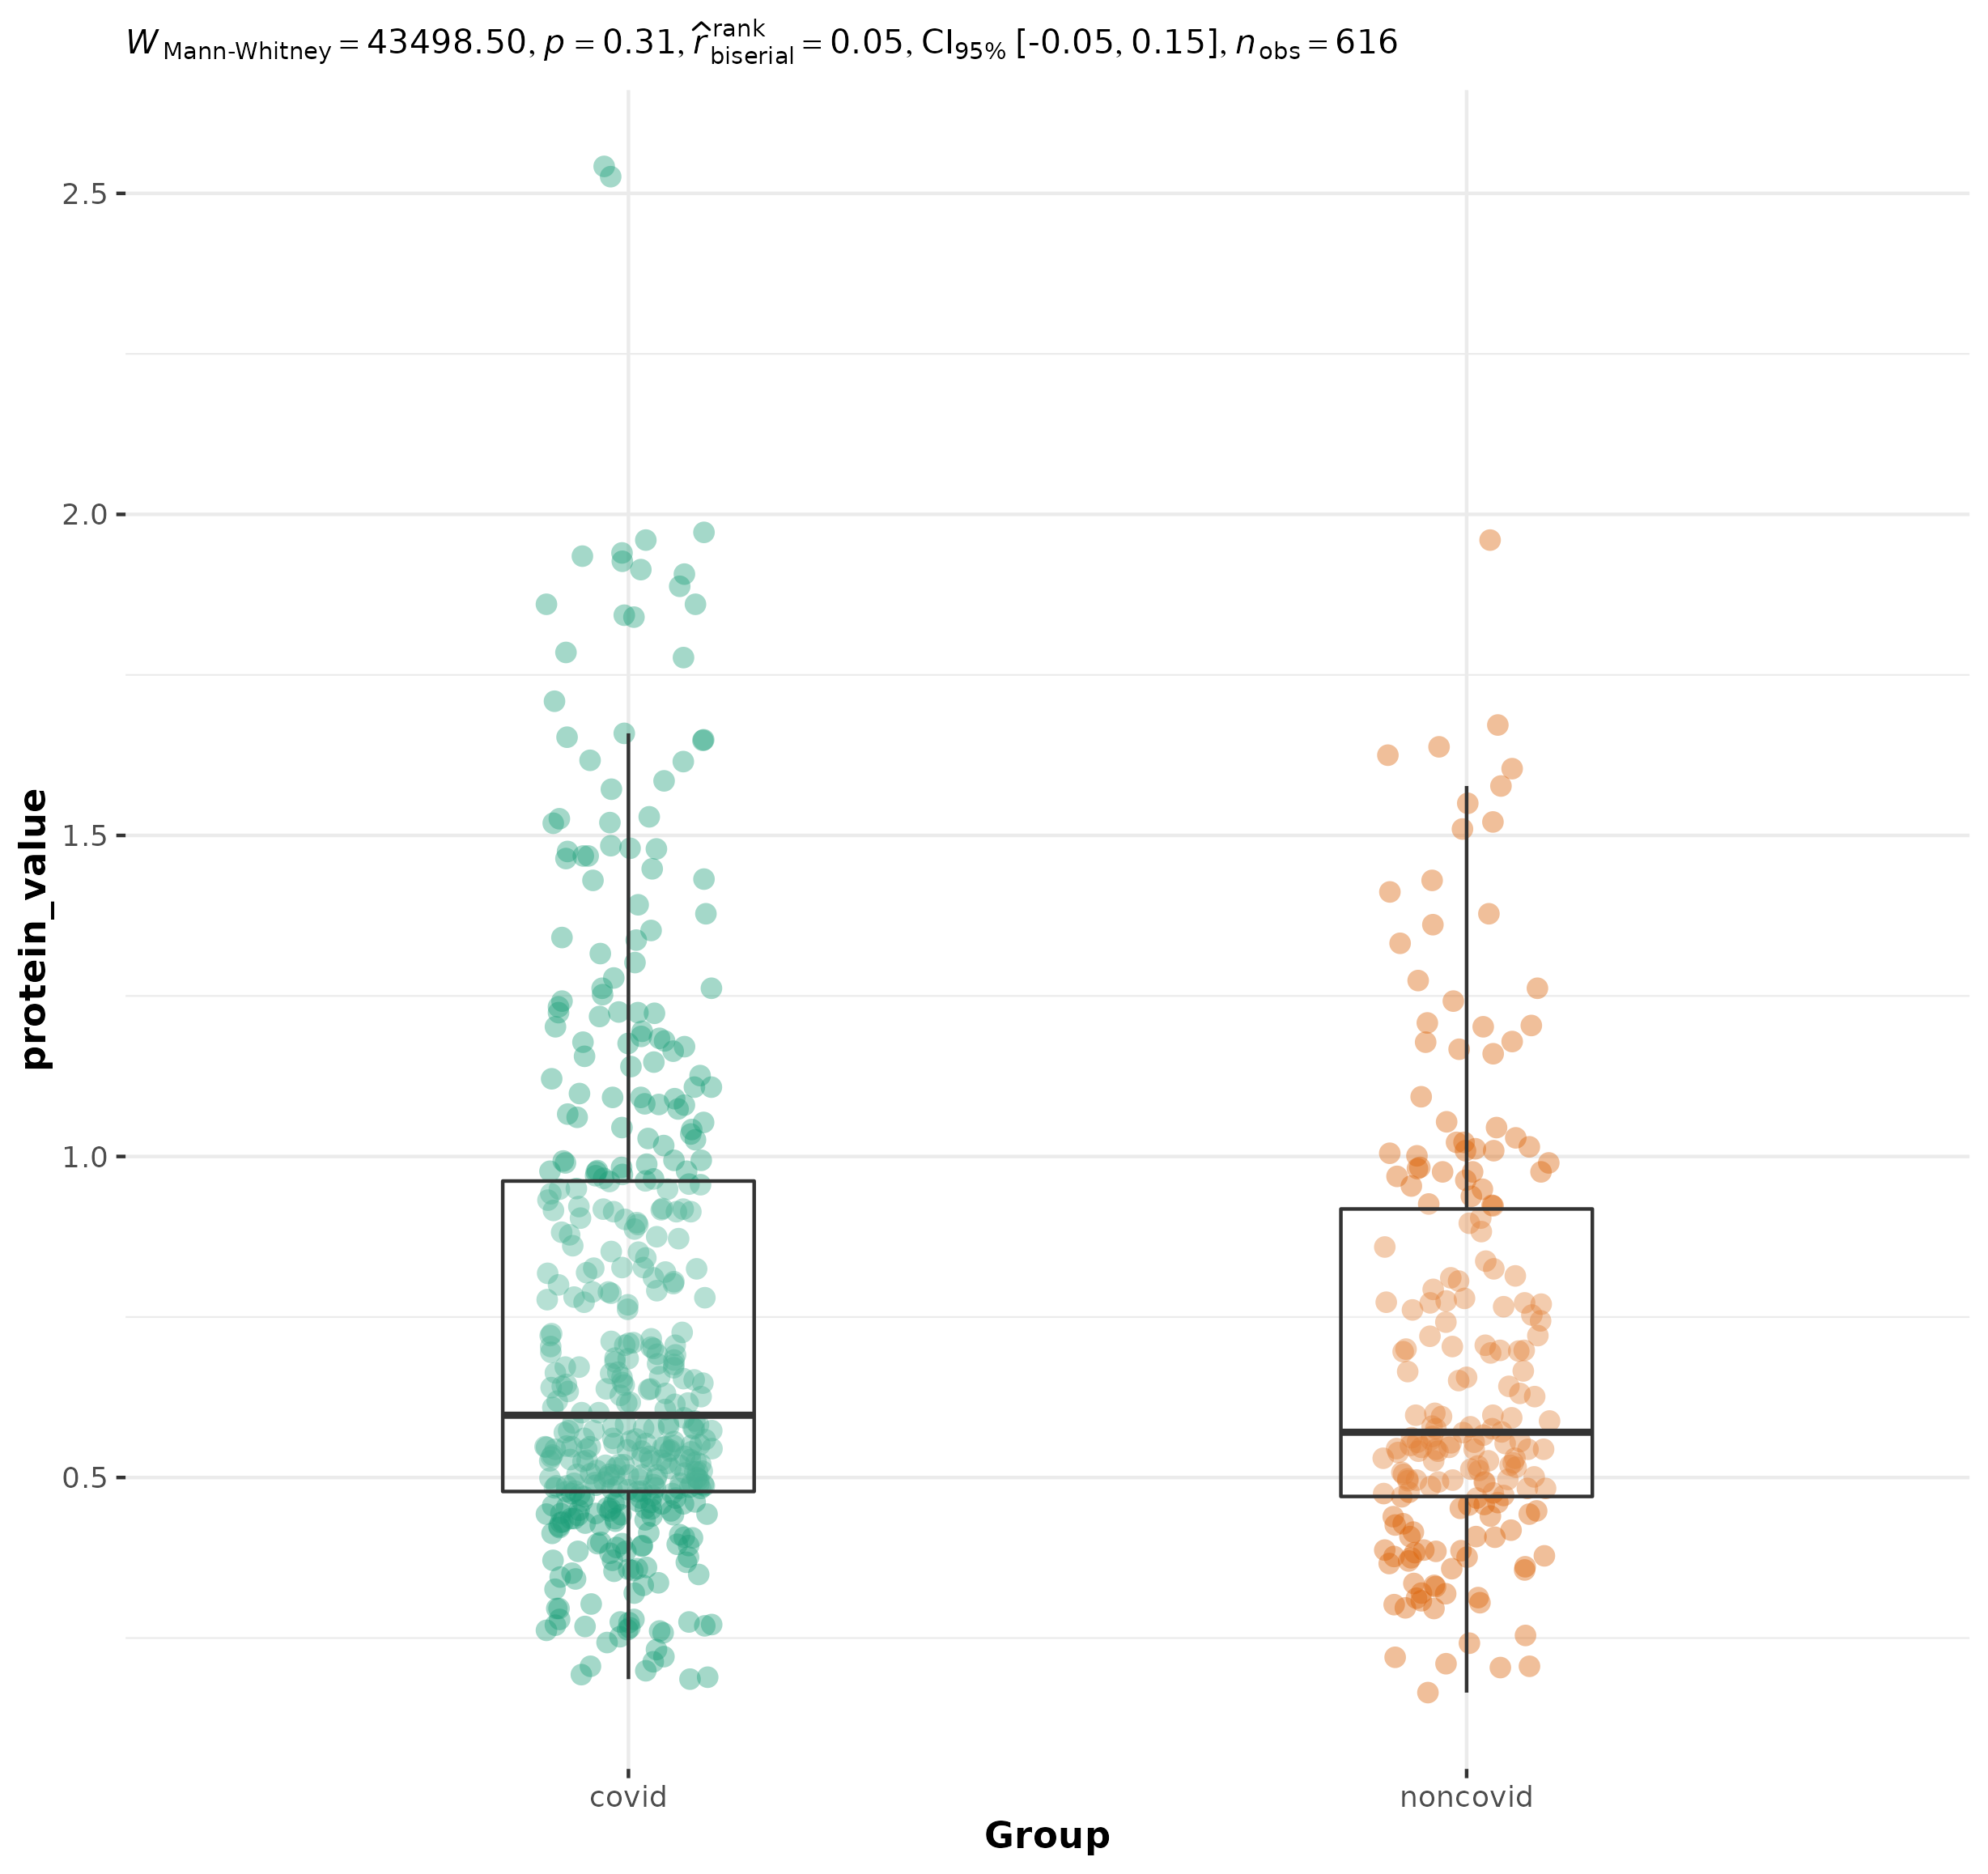 W Mann-Whitney = 43498.50, p = 0.31, r̂ rank biserial = 0.05, CI95% [-0.05, 0.15], n obs = 616
2.5
2.0
1.5
1.0
0.5
protein_value
covid noncovid
Group